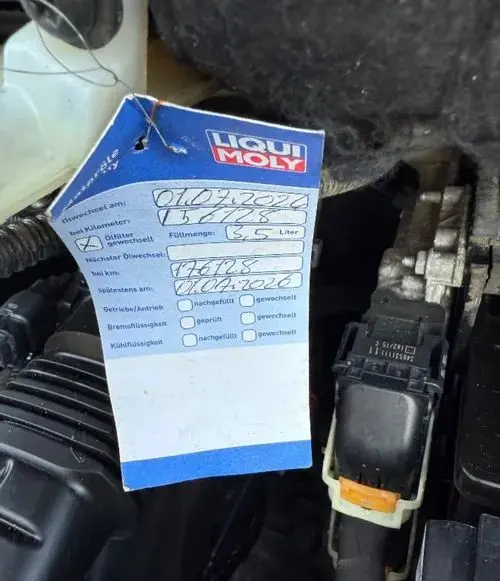 LIQUI
MOLY
Ölwechsel am: 01.07.2024
bei Kilometer: 156128
X Ölfilter gewechselt Füllmenge: 3,5 Liter
Nächster Ölwechsel:
bei km: 176128
Spätestens am: 01.07.2026
Getriebe/Antrieb nachgefüllt gewechselt
Bremsflüssigkeit geprüft gewechselt
Kühlflüssigkeit nachgefüllt gewechselt